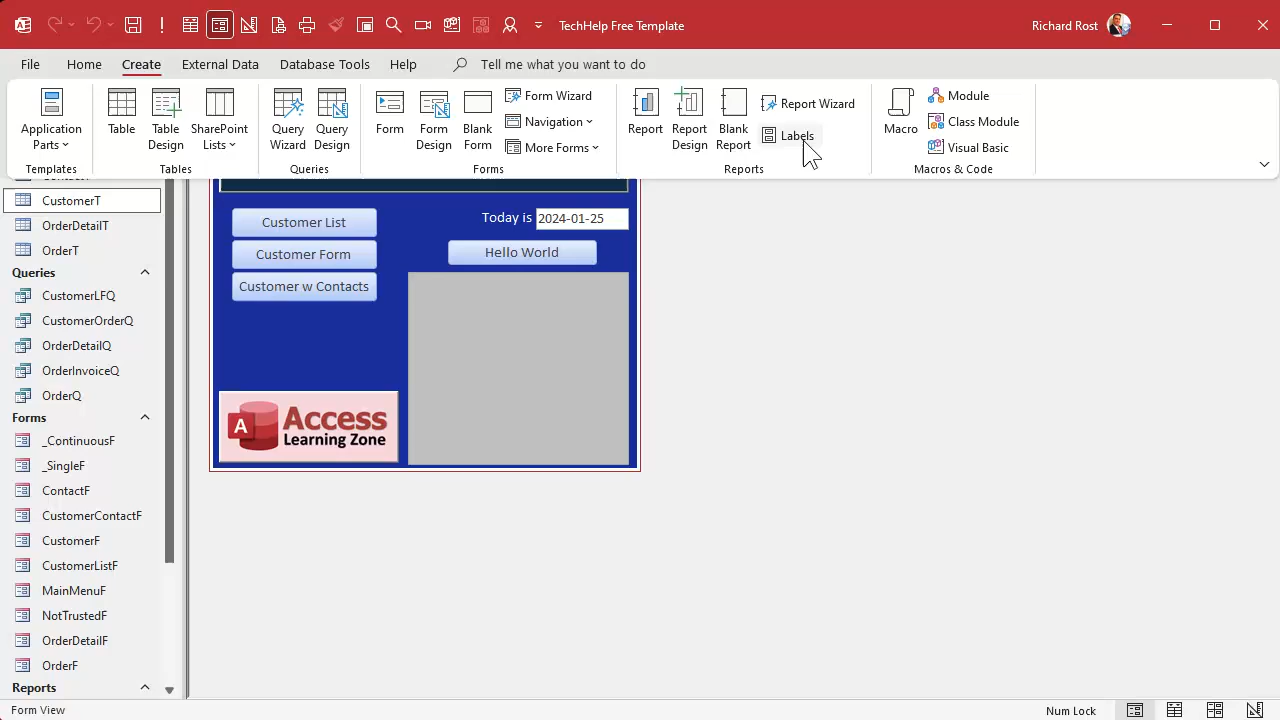 TechHelp Free Template
Richard Rost
File Home Create External Data Database Tools Help Tell me what you want to do
Application Parts
Templates
Table
Table Design
SharePoint Lists
Tables
Query Wizard
Query Design
Queries
Form
Form Design
Blank Form
Form Wizard
Navigation
More Forms
Forms
Report
Report Design
Blank Report
Report Wizard
Labels
Reports
Macro
Module
Class Module
Visual Basic
Macros & Code
CustomerT
OrderDetailT
OrderT
Queries
CustomerLFQ
CustomerOrderQ
OrderDetailQ
OrderInvoiceQ
OrderQ
Forms
_ContinuousF
_SingleF
ContactF
CustomerContactF
CustomerF
CustomerListF
MainMenuF
NotTrustedF
OrderDetailF
OrderF
Reports
Customer List
Customer Form
Customer w Contacts
Today is 2024-01-25
Hello World
A Access
Learning Zone
Form View
Num Lock